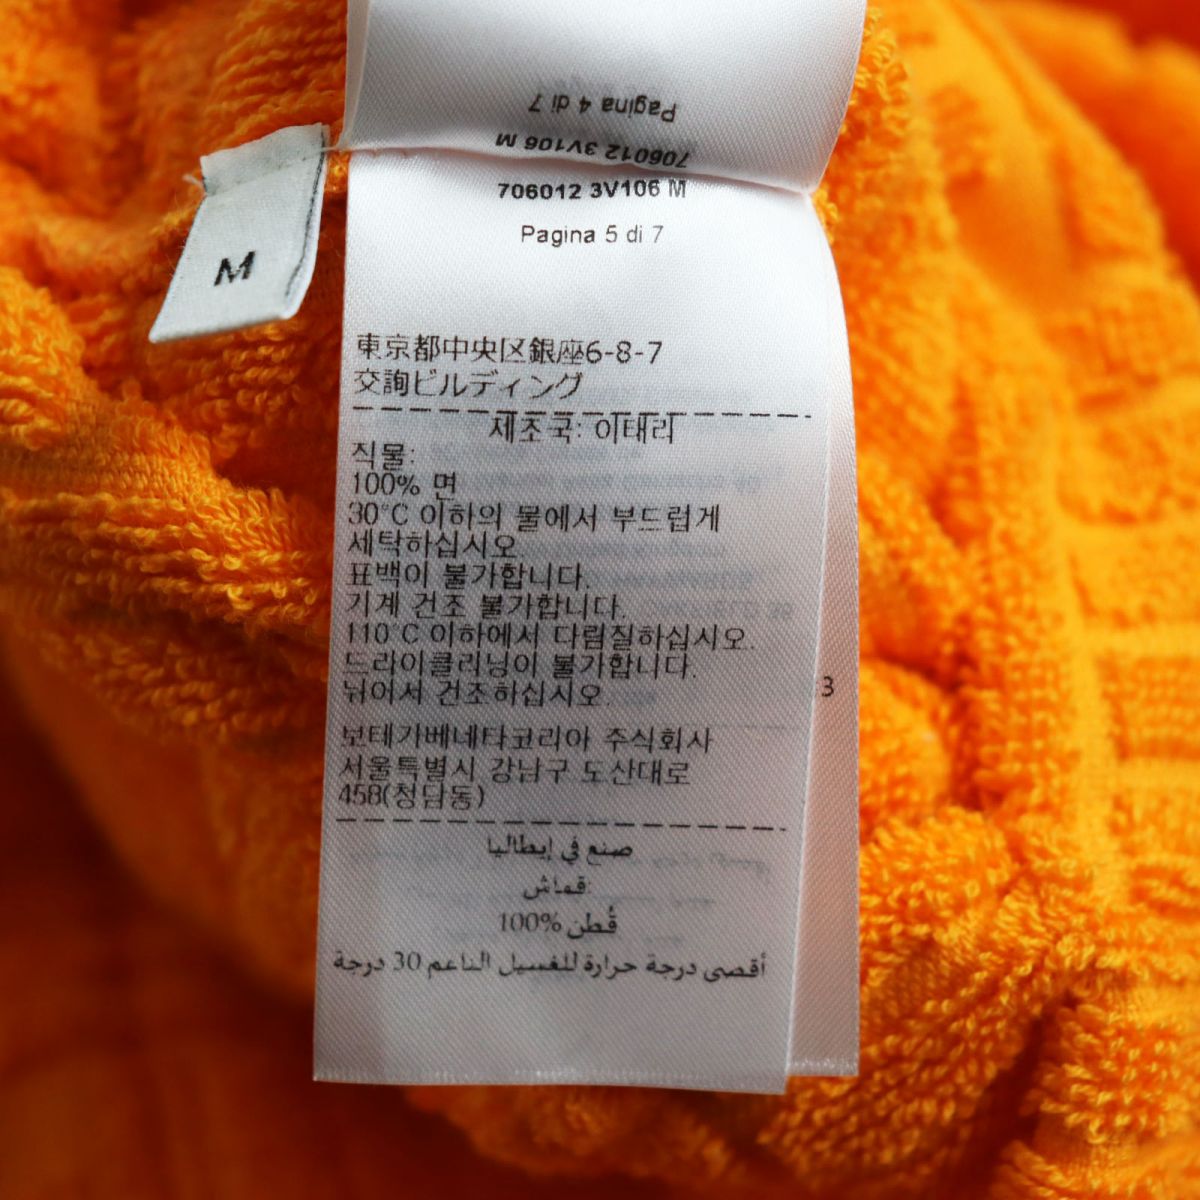 Pagina 4 di 7
706012 3V106 M
M
706012 3V106 M
Pagina 5 di 7
東京都中央区銀座6-8-7
交詢ビルディング
제조국: 이태리
직물:
100% 면
30°C 이하의 물에서 부드럽게
세탁하십시오.
표백이 불가합니다.
기계 건조 불가합니다.
110°C 이하에서 다림질하십시오.
드라이클리닝이 불가합니다.
뉘어서 건조하십시오.
3
보테가베네타코리아 주식회사
서울특별시 강남구 도산대로
458(청담동)
صنع في إيطاليا
قماش:
100% قُطن
أقصى درجة حرارة للغسيل الناعم 30 درجة